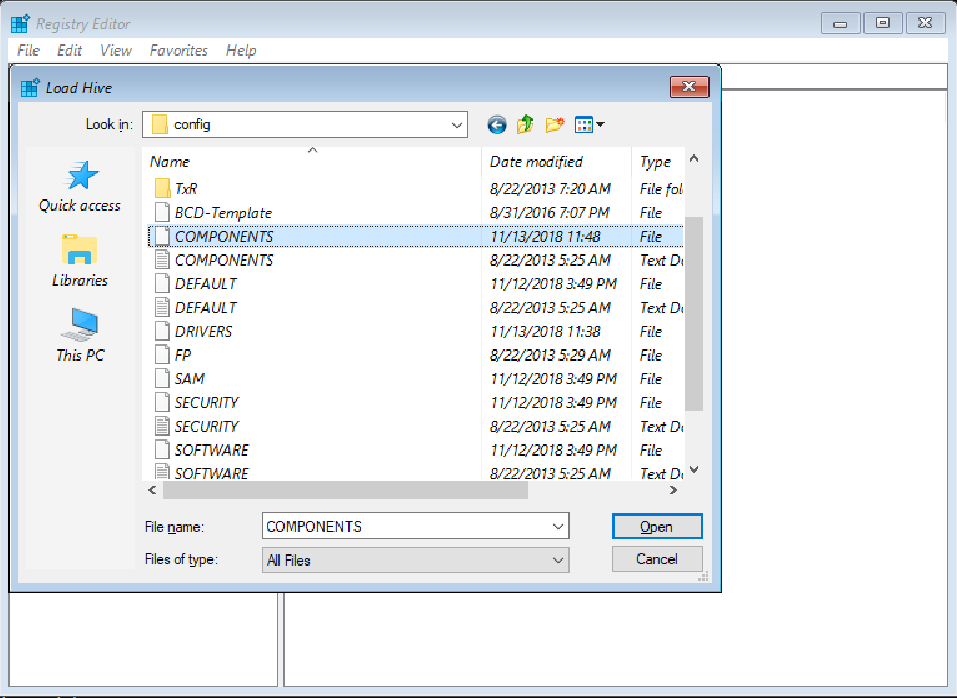 Registry Editor
File Edit View Favorites Help
Load Hive
Look in: config
Name Date modified Type
TxR 8/22/2013 7:20 AM File fol
BCD-Template 8/31/2016 7:07 PM File
COMPONENTS 11/13/2018 11:48 File
COMPONENTS 8/22/2013 5:25 AM Text Do
DEFAULT 11/12/2018 3:49 PM File
DEFAULT 8/22/2013 5:25 AM Text Do
DRIVERS 11/13/2018 11:38 File
FP 8/22/2013 5:29 AM File
SAM 11/12/2018 3:49 PM File
SECURITY 11/12/2018 3:49 PM File
SECURITY 8/22/2013 5:25 AM Text Do
SOFTWARE 11/12/2018 3:49 PM File
SOFTWARE 8/22/2013 5:25 AM Text Do
Quick access
Libraries
This PC
File name: COMPONENTS Open
Files of type: All Files Cancel